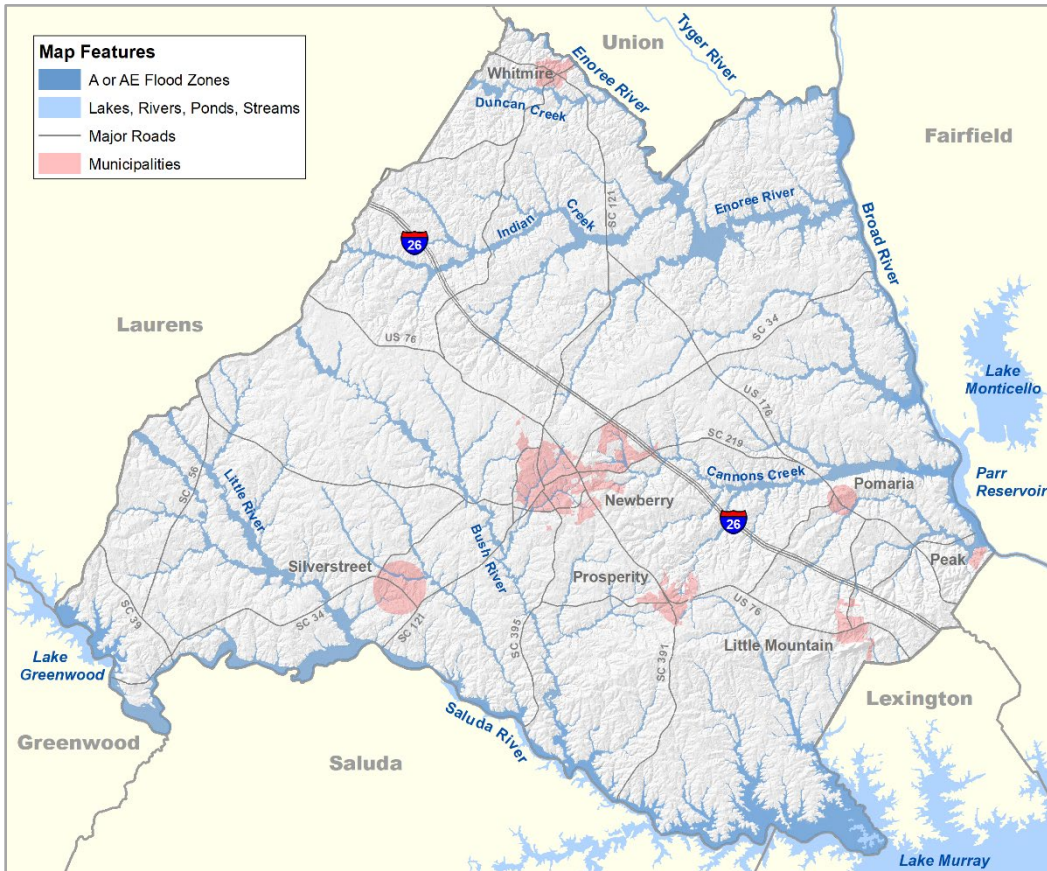 Map Features
A or AE Flood Zones
Lakes, Rivers, Ponds, Streams
Major Roads
Municipalities
Union
Tyger River
Enoree River
Whitmire
Duncan Creek
Fairfield
SC 121
Enoree River
Indian
Creek
26
Broad River
Laurens
US 76
SC 34
Lake
Monticello
US 176
SC 219
SC 56
Little River
Cannons Creek
Parr
Reservoir
Pomaria
Newberry
26
Bush River
Silverstreet
Prosperity
Peak
SC 39
SC 34
SC 121
SC 395
US 76
Little Mountain
SC 391
Lake
Greenwood
Lexington
Saluda River
Greenwood
Saluda
Lake Murray